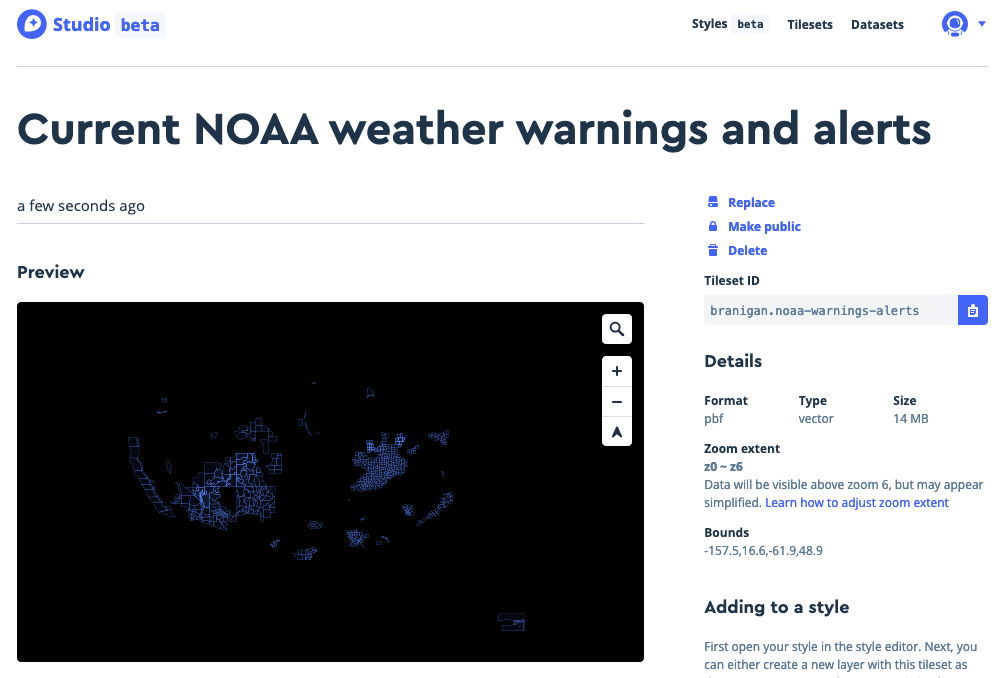 Studio beta
Styles beta Tilesets Datasets
Current NOAA weather warnings and alerts
a few seconds ago
Preview
Replace
Make public
Delete
Tileset ID
branigan.noaa-warnings-alerts
Details
Format Type Size
pbf vector 14 MB
Zoom extent
z0 ~ z6
Data will be visible above zoom 6, but may appear
simplified. Learn how to adjust zoom extent
Bounds
-157.5,16.6,-61.9,48.9
Adding to a style
First open your style in the style editor. Next, you
can either create a new layer with this tileset as